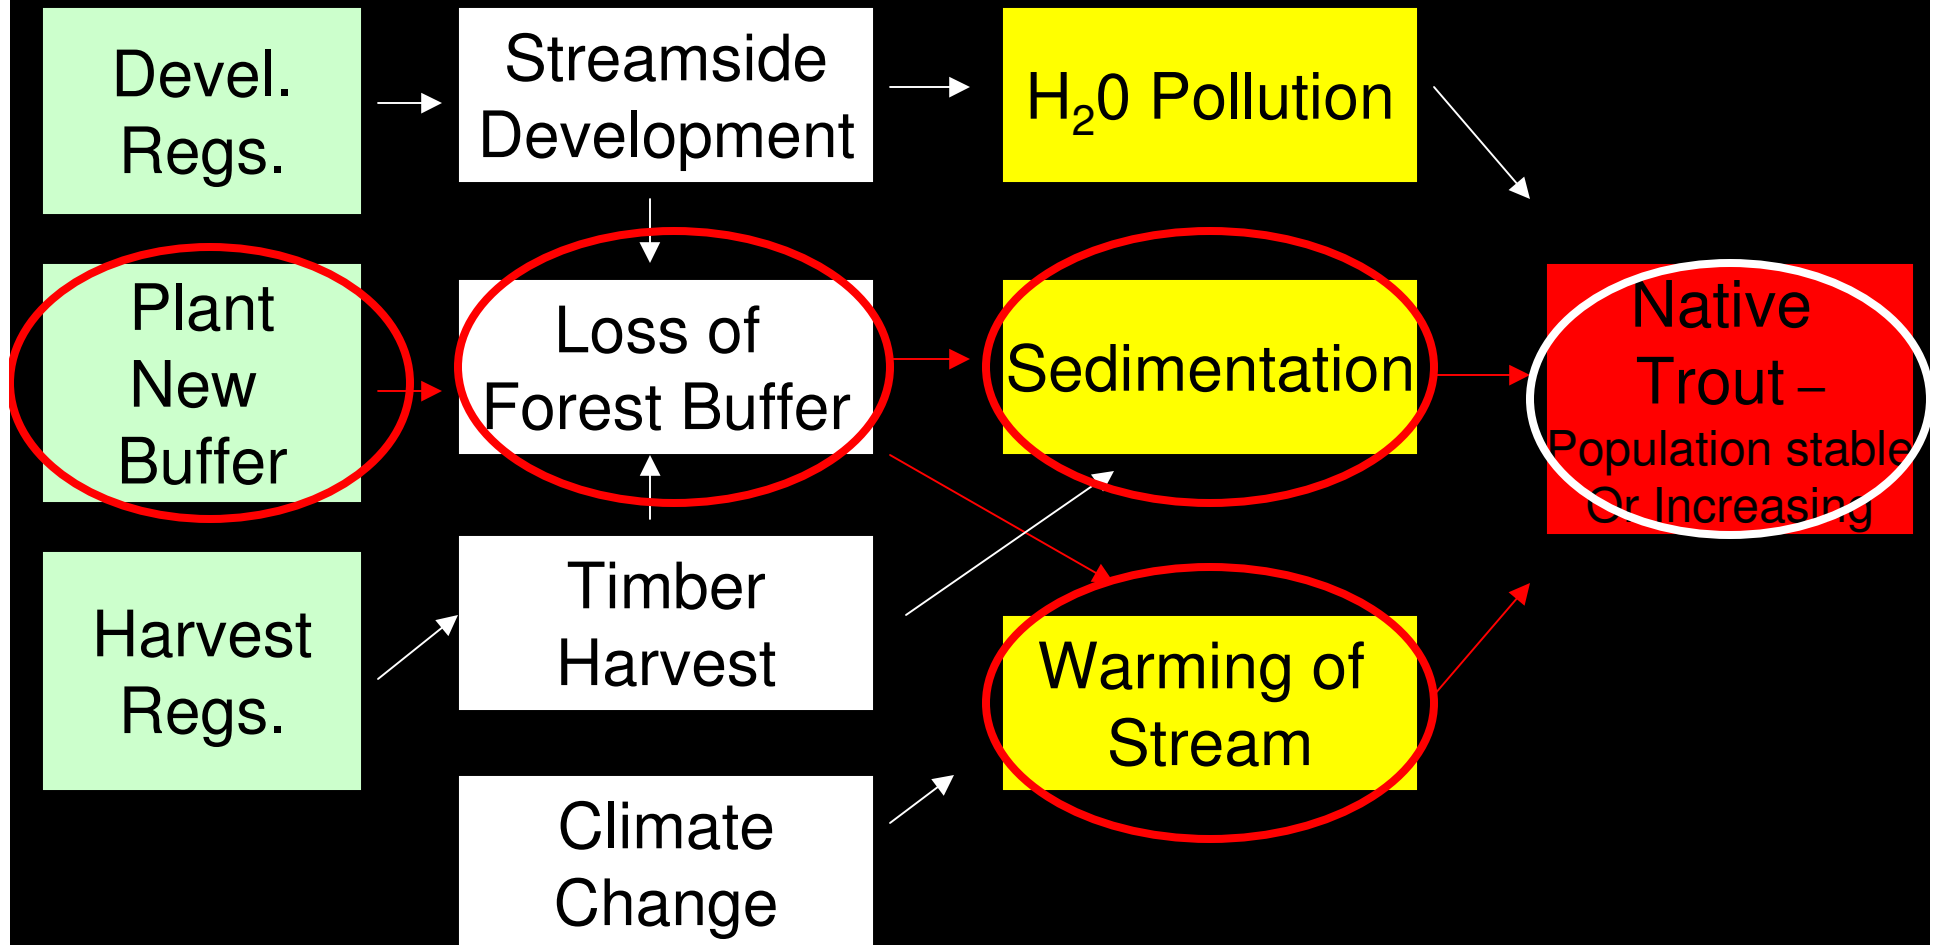 Devel.
Regs.
Streamside
Development
H₂0 Pollution
Plant
New
Buffer
Loss of
Forest Buffer
Sedimentation
Native
Trout –
Population stable
Or Increasing
Harvest
Regs.
Timber
Harvest
Warming of
Stream
Climate
Change